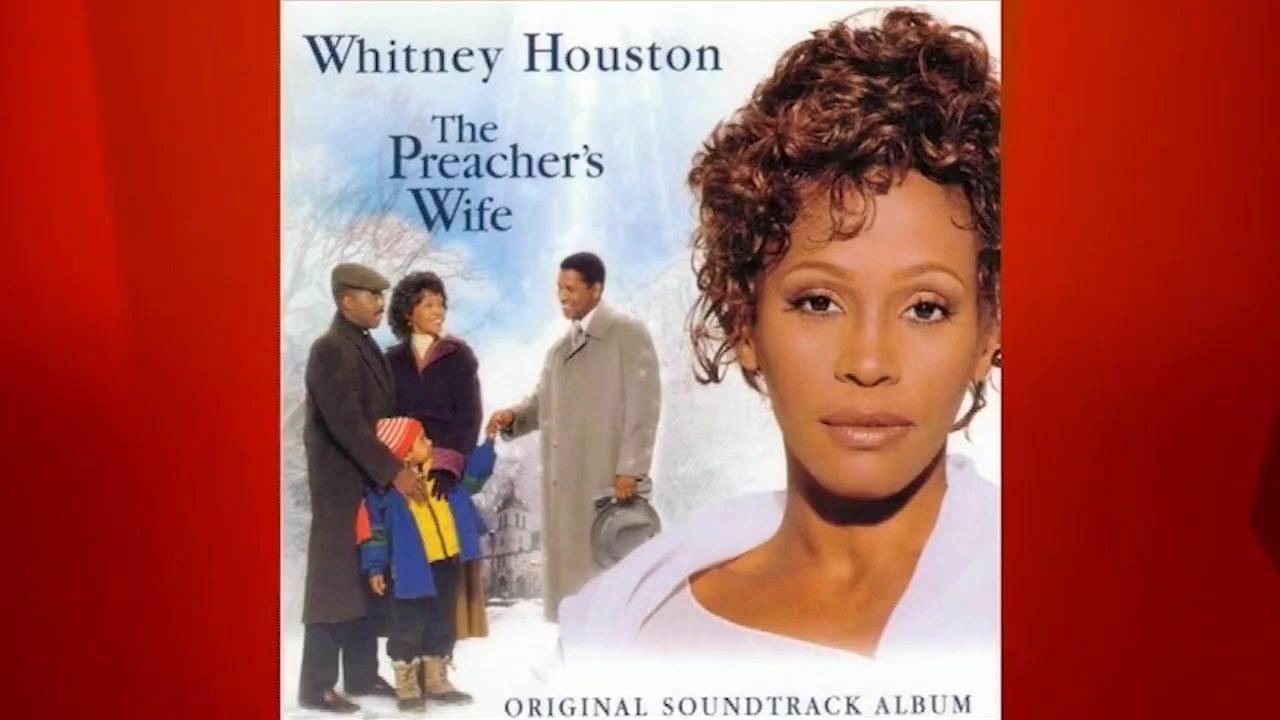 Whitney Houston
The
Preacher's
Wife
ORIGINAL SOUNDTRACK ALBUM